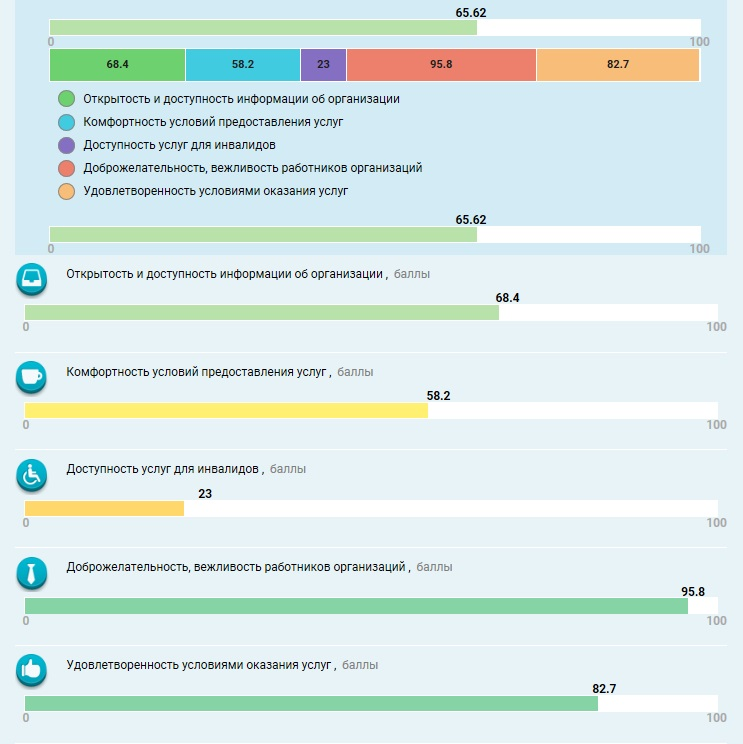 65.62
0 100
68.4 58.2 23 95.8 82.7
Открытость и доступность информации об организации
Комфортность условий предоставления услуг
Доступность услуг для инвалидов
Доброжелательность, вежливость работников организаций
Удовлетворенность условиями оказания услуг
65.62
0 100
Открытость и доступность информации об организации , баллы
68.4
0 100
Комфортность условий предоставления услуг , баллы
58.2
0 100
Доступность услуг для инвалидов , баллы
23
0 100
Доброжелательность, вежливость работников организаций , баллы
95.8
0 100
Удовлетворенность условиями оказания услуг , баллы
82.7
0 100